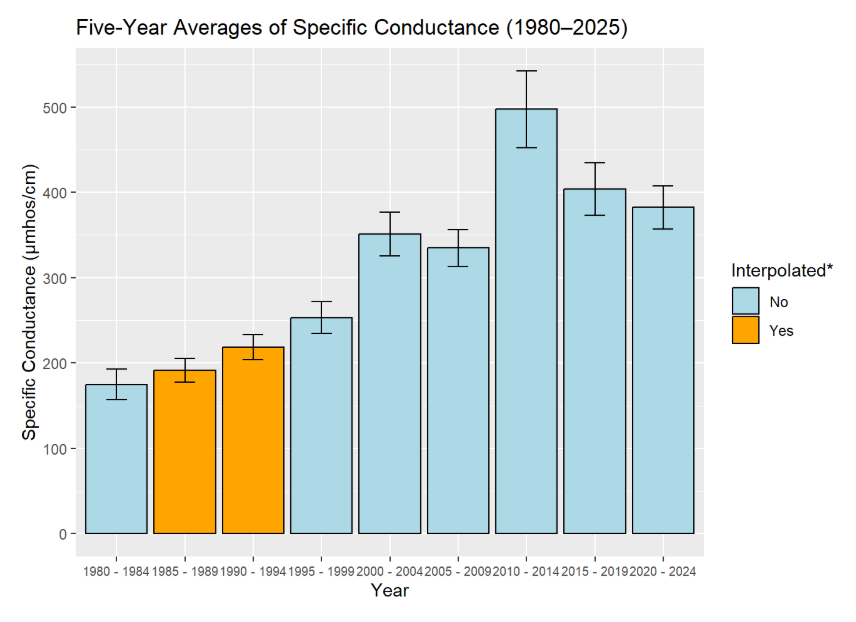 Five-Year Averages of Specific Conductance (1980–2025)
Specific Conductance (µmhos/cm)
500
400
300
200
100
0
1980 - 1984 1985 - 1989 1990 - 1994 1995 - 1999 2000 - 2004 2005 - 2009 2010 - 2014 2015 - 2019 2020 - 2024
Year
Interpolated*
No
Yes